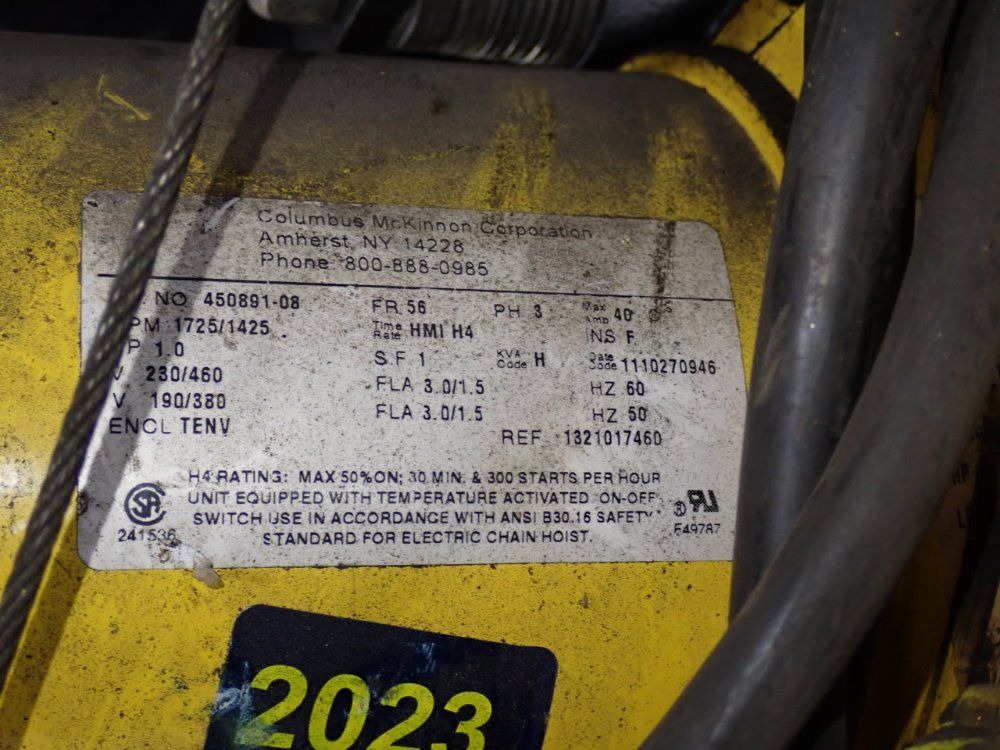 Columbus McKinnon Corporation
Amherst, NY 14228
Phone 800-888-0985
NO 450891-08 FR 56 PH 3 Max Amb 40
PM 1725/1425 Time Rate HMI H4 INS F
P 1.0 S.F 1 KVA Code H Date Code 1110270946
V 230/460 FLA 3.0/1.5 HZ 60
V 190/380 FLA 3.0/1.5 HZ 50
ENCL TENV REF 1321017460
H4 RATING: MAX 50%ON; 30 MIN. & 300 STARTS PER HOUR
UNIT EQUIPPED WITH TEMPERATURE ACTIVATED ON-OFF
SWITCH USE IN ACCORDANCE WITH ANSI B30.16 SAFETY
STANDARD FOR ELECTRIC CHAIN HOIST.
241536
E49787
2023